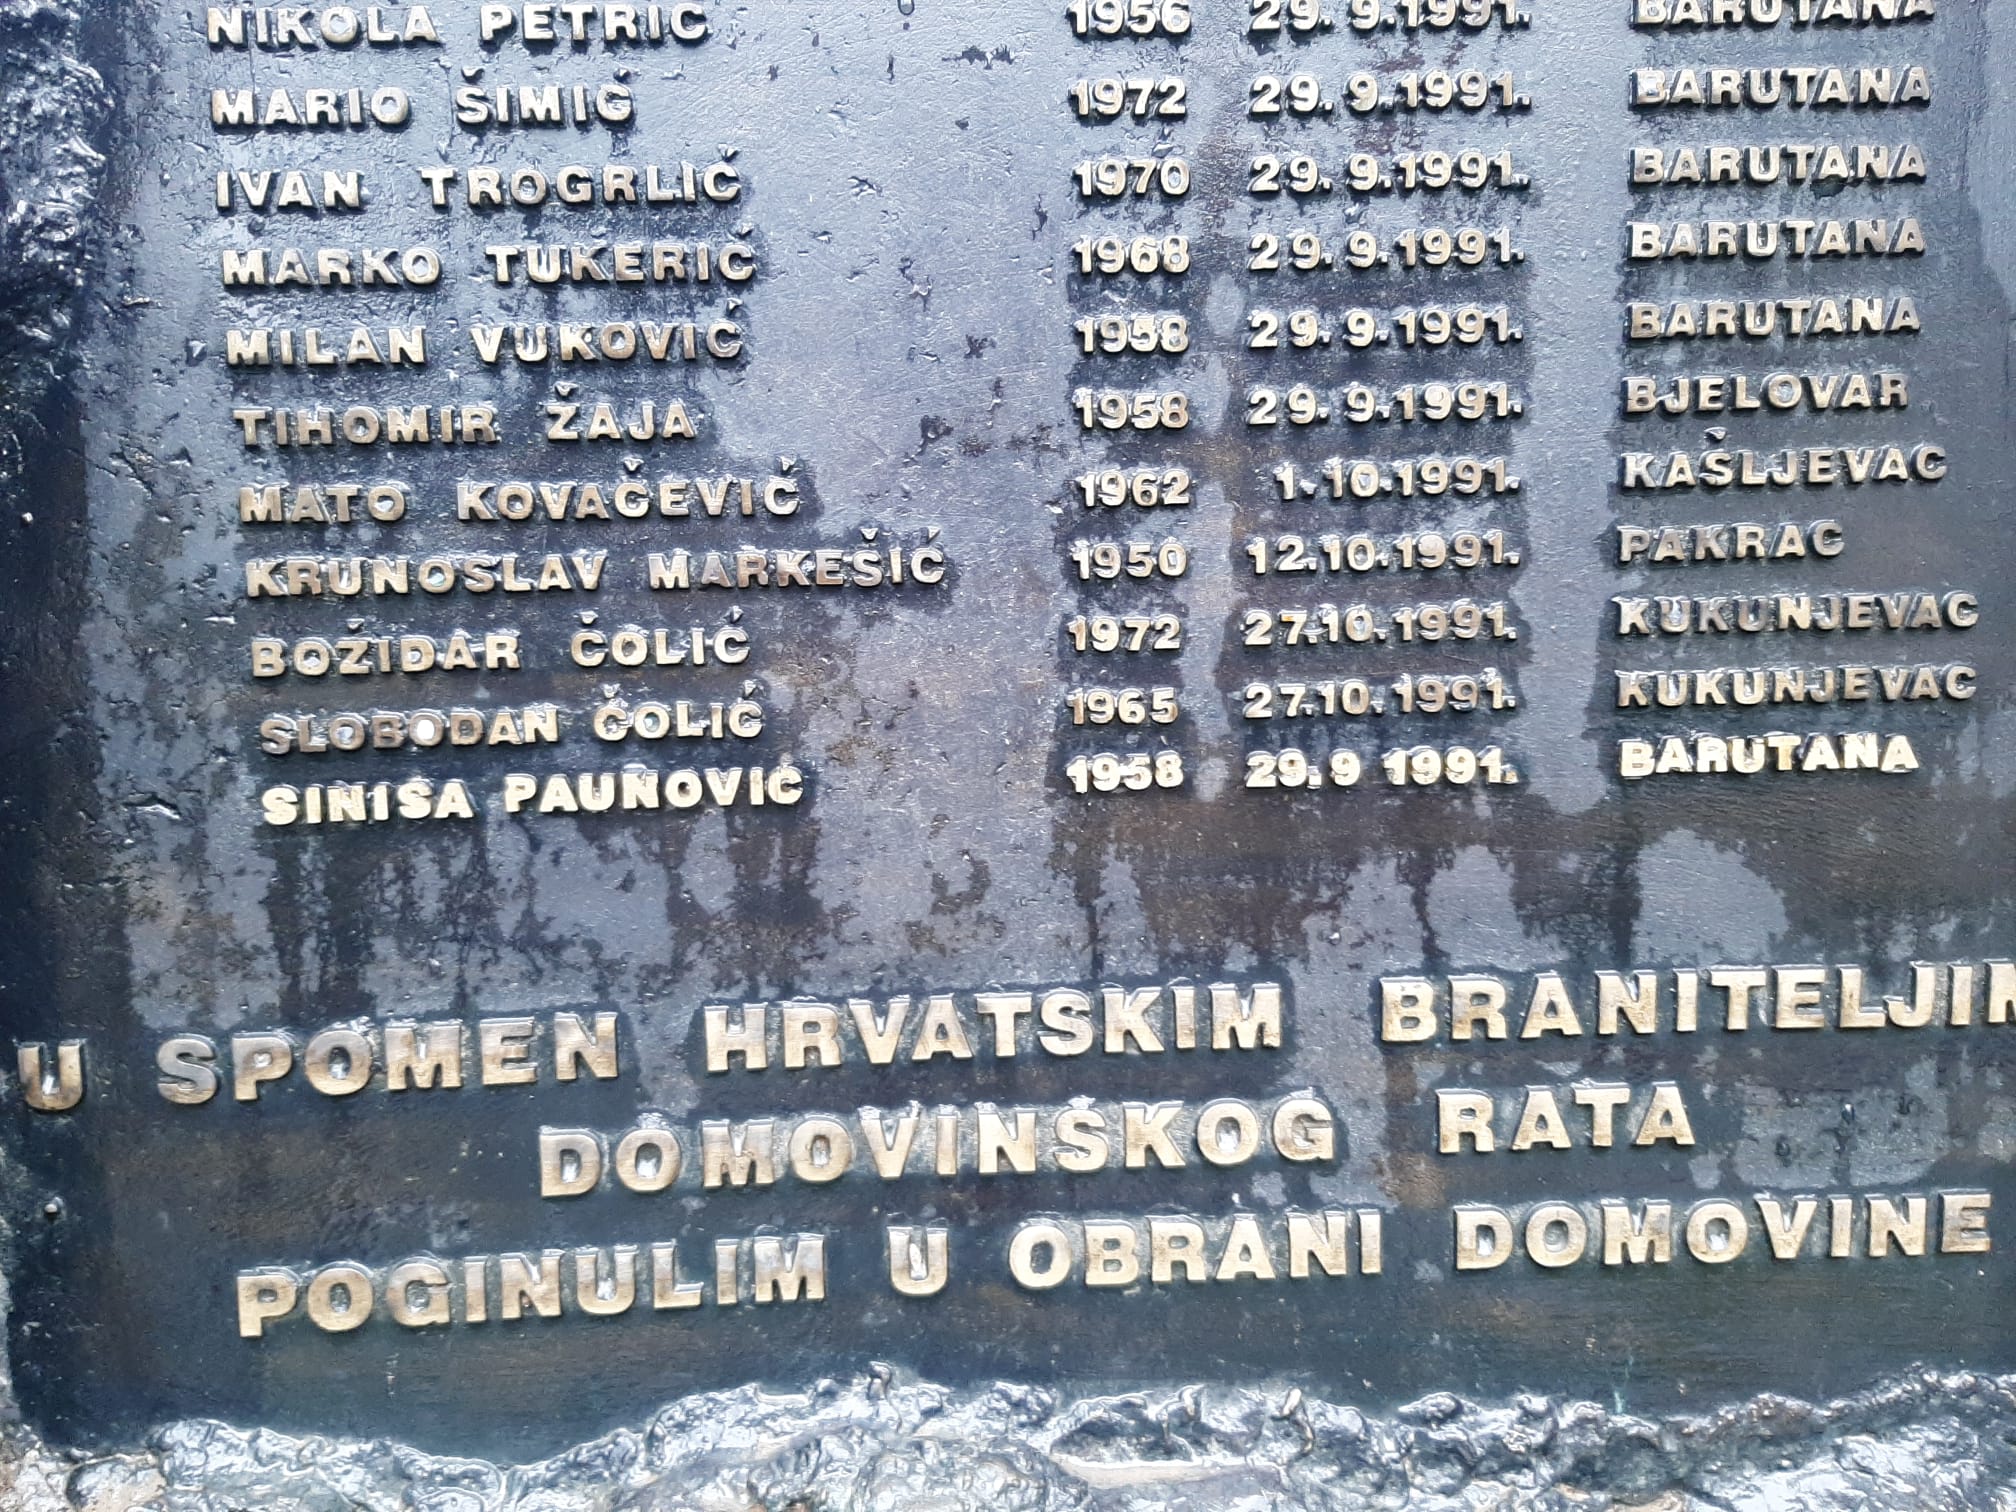 NIKOLA PETRIĆ 1956 29.9.1991. BARUTANA
MARIO ŠIMIĆ 1972 29.9.1991. BARUTANA
IVAN TROGRLIĆ 1970 29.9.1991. BARUTANA
MARKO TUKERIĆ 1968 29.9.1991. BARUTANA
MILAN VUKOVIĆ 1958 29.9.1991. BARUTANA
TIHOMIR ŽAJA 1958 29.9.1991. BJELOVAR
MATO KOVAČEVIĆ 1962 1.10.1991. KAŠLJEVAC
KRUNOSLAV MARKEŠIĆ 1950 12.10.1991. PAKRAC
BOŽIDAR ČOLIĆ 1972 27.10.1991. KUKUNJEVAC
SLOBODAN ČOLIĆ 1965 27.10.1991. KUKUNJEVAC
SINISA PAUNOVIĆ 1958 29.9 1991. BARUTANA
U SPOMEN HRVATSKIM BRANITELJIM
DOMOVINSKOG RATA
POGINULIM U OBRANI DOMOVINE